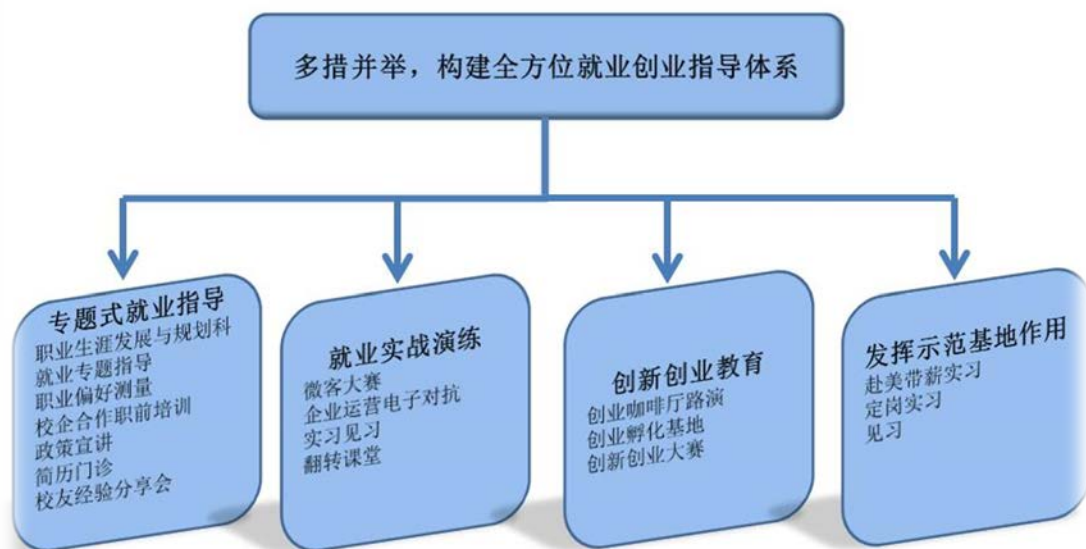 多措并举，构建全方位就业创业指导体系
专题式就业指导
职业生涯发展与规划科
就业专题指导
职业偏好测量
校企合作职前培训
政策宣讲
简历门诊
校友经验分享会
就业实战演练
微客大赛
企业运营电子对抗
实习见习
翻转课堂
创新创业教育
创业咖啡厅路演
创业孵化基地
创新创业大赛
发挥示范基地作用
赴美带薪实习
定岗实习
见习